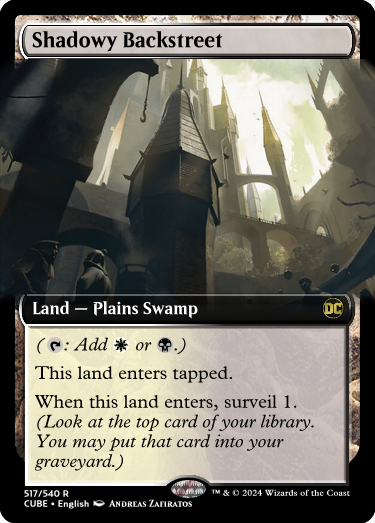 Shadowy Backstreet
Land — Plains Swamp
DC
( : Add or .)
This land enters tapped.
When this land enters, surveil 1.
(Look at the top card of your library.
You may put that card into your
graveyard.)
517/540 R
CUBE • English Andreas Zafiratos
™ & © 2024 Wizards of the Coast